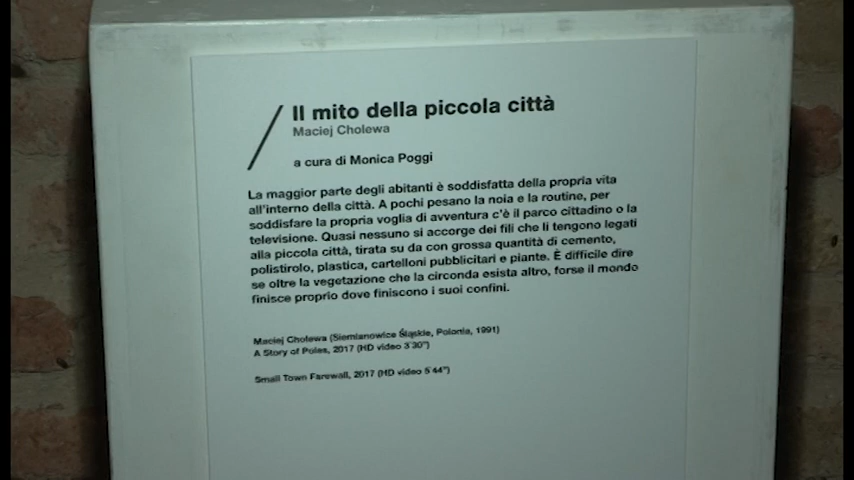 Il mito della piccola città
Maciej Cholewa
a cura di Monica Poggi
La maggior parte degli abitanti è soddisfatta della propria vita
all'interno della città. A pochi pesano la noia e la routine, per
soddisfare la propria voglia di avventura c'è il parco cittadino o la
televisione. Quasi nessuno si accorge dei fili che li tengono legati
alla piccola città, tirata su da con grossa quantità di cemento,
polistirolo, plastica, cartelloni pubblicitari e piante. È difficile dire
se oltre la vegetazione che la circonda esista altro, forse il mondo
finisce proprio dove finiscono i suoi confini.
Maciej Cholewa (Siemianowice Śląskie, Polonia, 1991)
A Story of Poles, 2017 (HD video 3'30")
Small Town Farewall, 2017 (HD video 5'44")